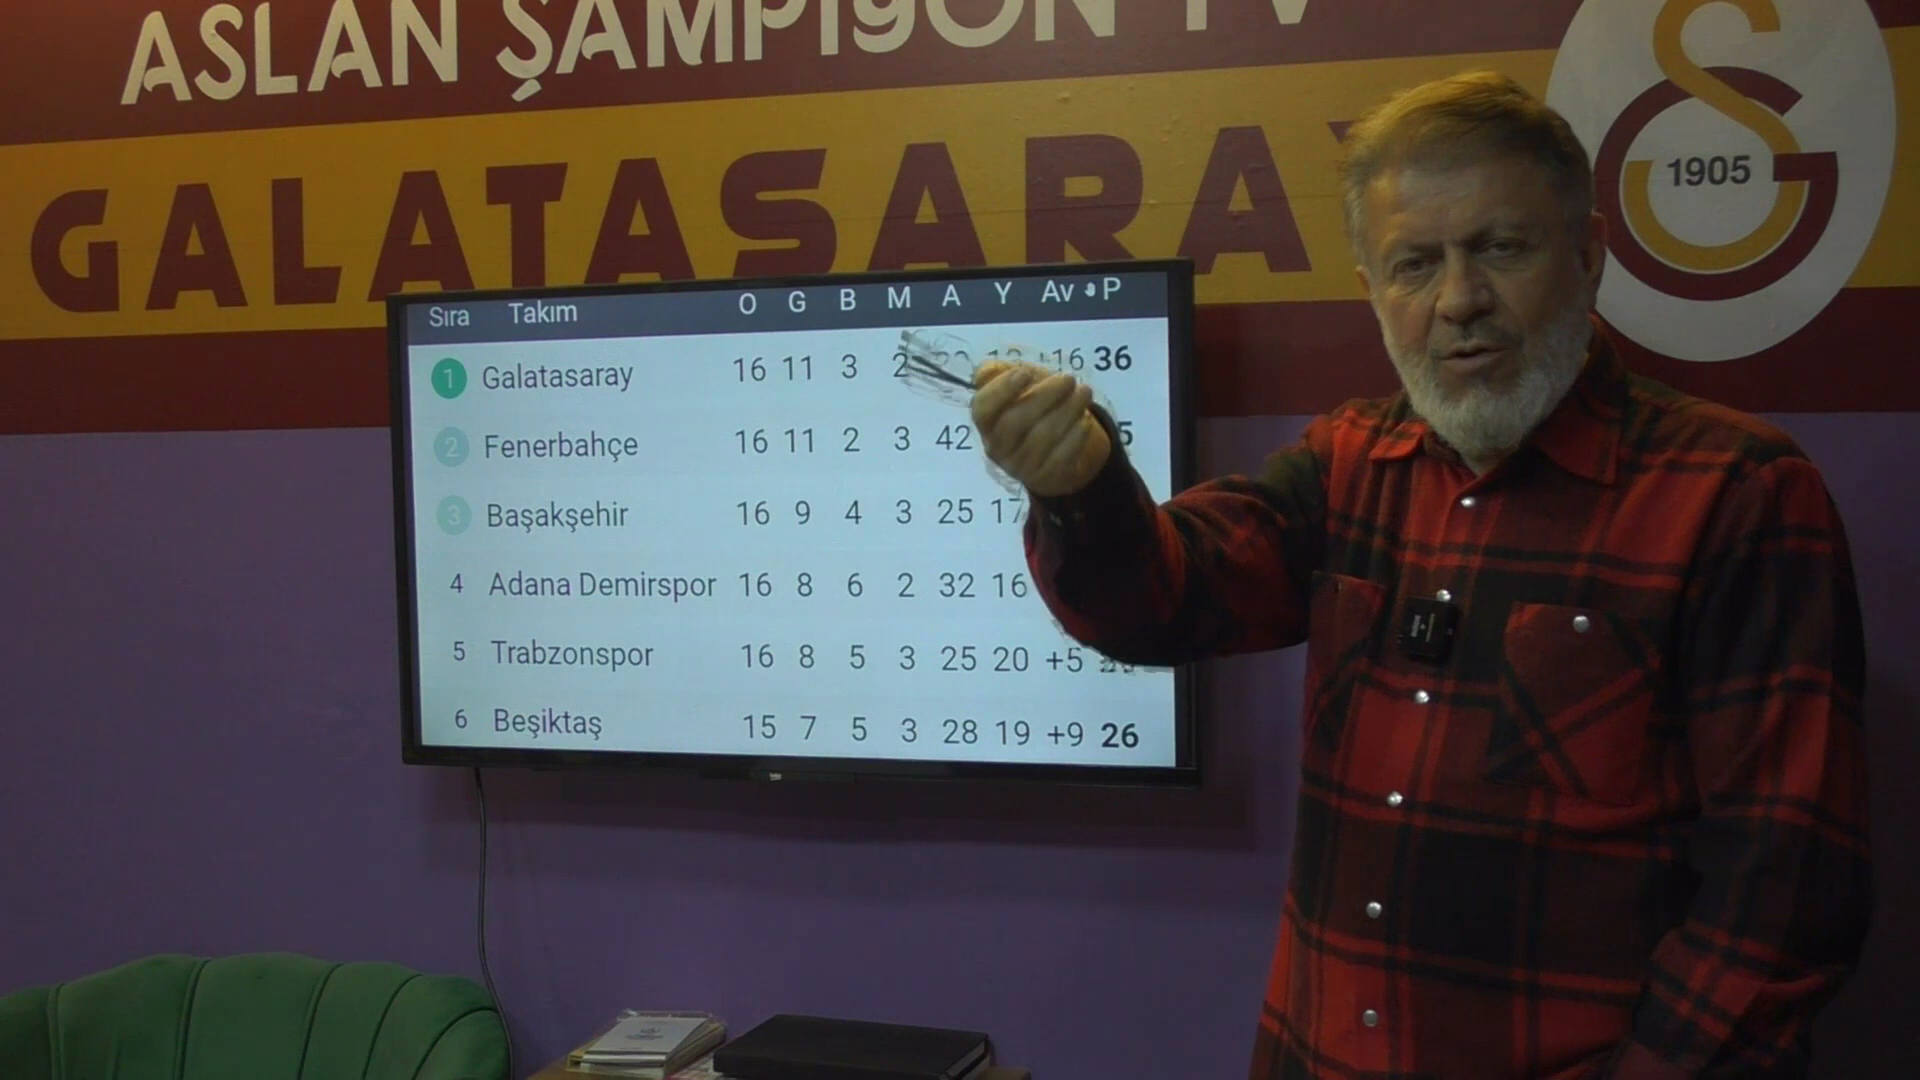 ASLAN ŞAMPİYON TV
GALATASARAY
1905
Sıra Takım O G B M A Y Av P
1 Galatasaray 16 11 3 2 +16 36
2 Fenerbahçe 16 11 2 3 42
3 Başakşehir 16 9 4 3 25 17
4 Adana Demirspor 16 8 6 2 32 16
5 Trabzonspor 16 8 5 3 25 20 +5
6 Beşiktaş 15 7 5 3 28 19 +9 26